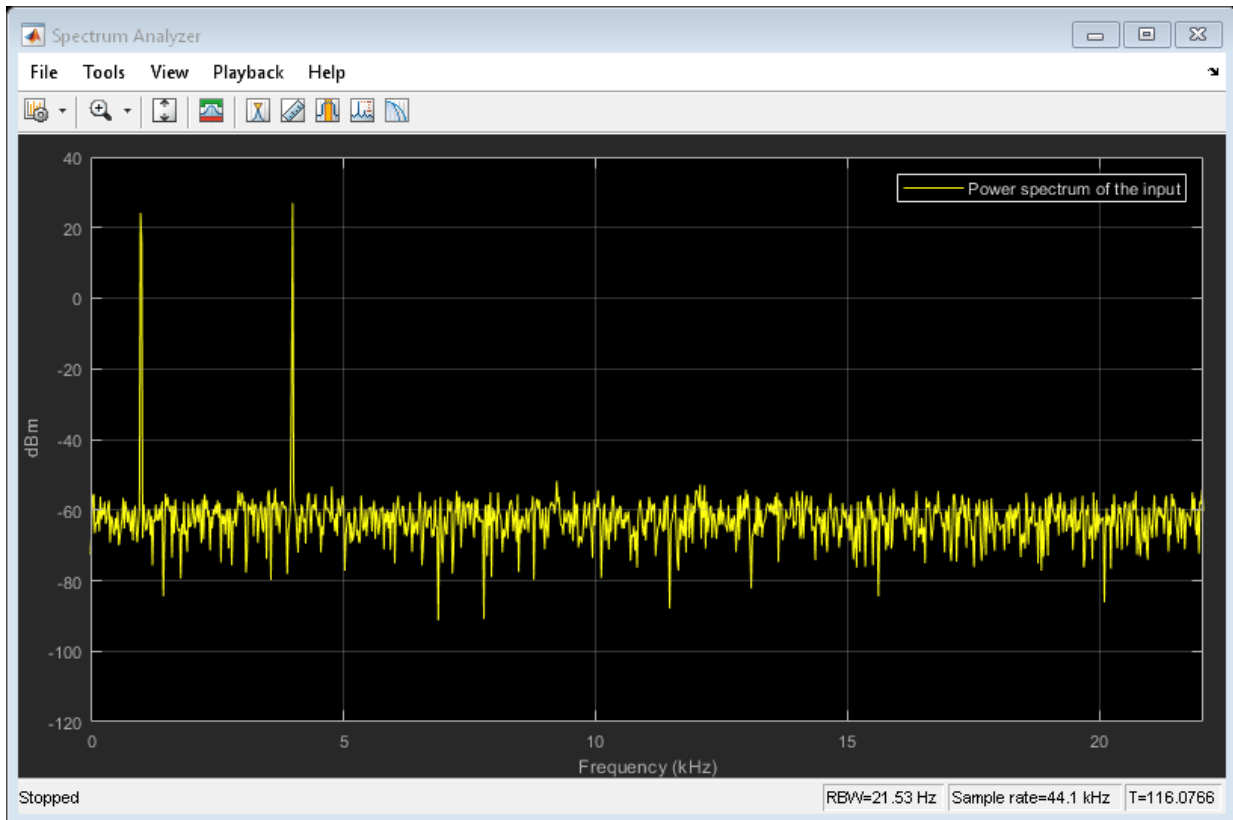 Spectrum Analyzer
File Tools View Playback Help
Power spectrum of the input
40
20
0
-20
-40
-60
-80
-100
-120
dBm
0 5 10 15 20
Frequency (kHz)
Stopped RBW=21.53 Hz Sample rate=44.1 kHz T=116.0766